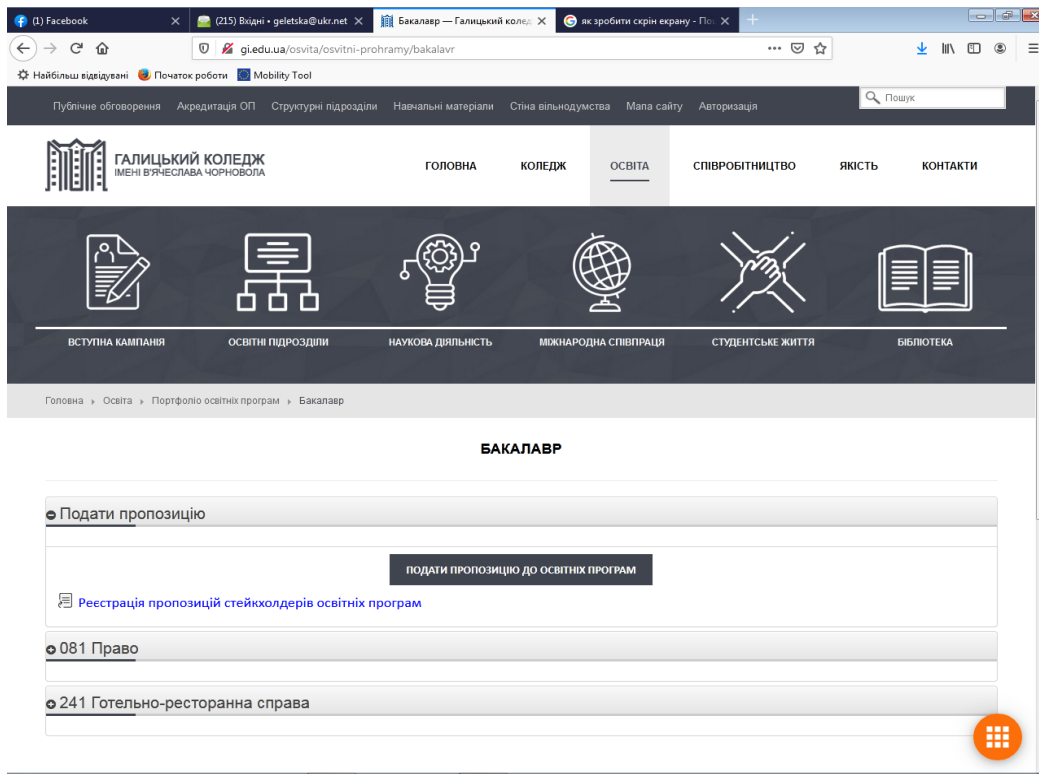 (1) Facebook
(215) Вхідні • geletska@ukr.net
Бакалавр — Галицький колед
як зробити скрін екрану - По
gi.edu.ua/osvita/osvitni-prohramy/bakalavr
Найбільш відвідувані Початок роботи Mobility Tool
Публічне обговорення Акредитація ОП Структурні підрозділи Навчальні матеріали Стіна вільнодумства Мапа сайту Авторизація Пошук
ГАЛИЦЬКИЙ КОЛЕДЖ
ІМЕНІ В'ЯЧЕСЛАВА ЧОРНОВОЛА
ГОЛОВНА КОЛЕДЖ ОСВІТА СПІВРОБІТНИЦТВО ЯКІСТЬ КОНТАКТИ
ВСТУПНА КАМПАНІЯ ОСВІТНІ ПІДРОЗДІЛИ НАУКОВА ДІЯЛЬНІСТЬ МІЖНАРОДНА СПІВПРАЦЯ СТУДЕНТСЬКЕ ЖИТТЯ БІБЛІОТЕКА
Головна Освіта Портфоліо освітніх програм Бакалавр
БАКАЛАВР
Подати пропозицію
ПОДАТИ ПРОПОЗИЦІЮ ДО ОСВІТНІХ ПРОГРАМ
Реєстрація пропозицій стейкхолдерів освітніх програм
081 Право
241 Готельно-ресторанна справа